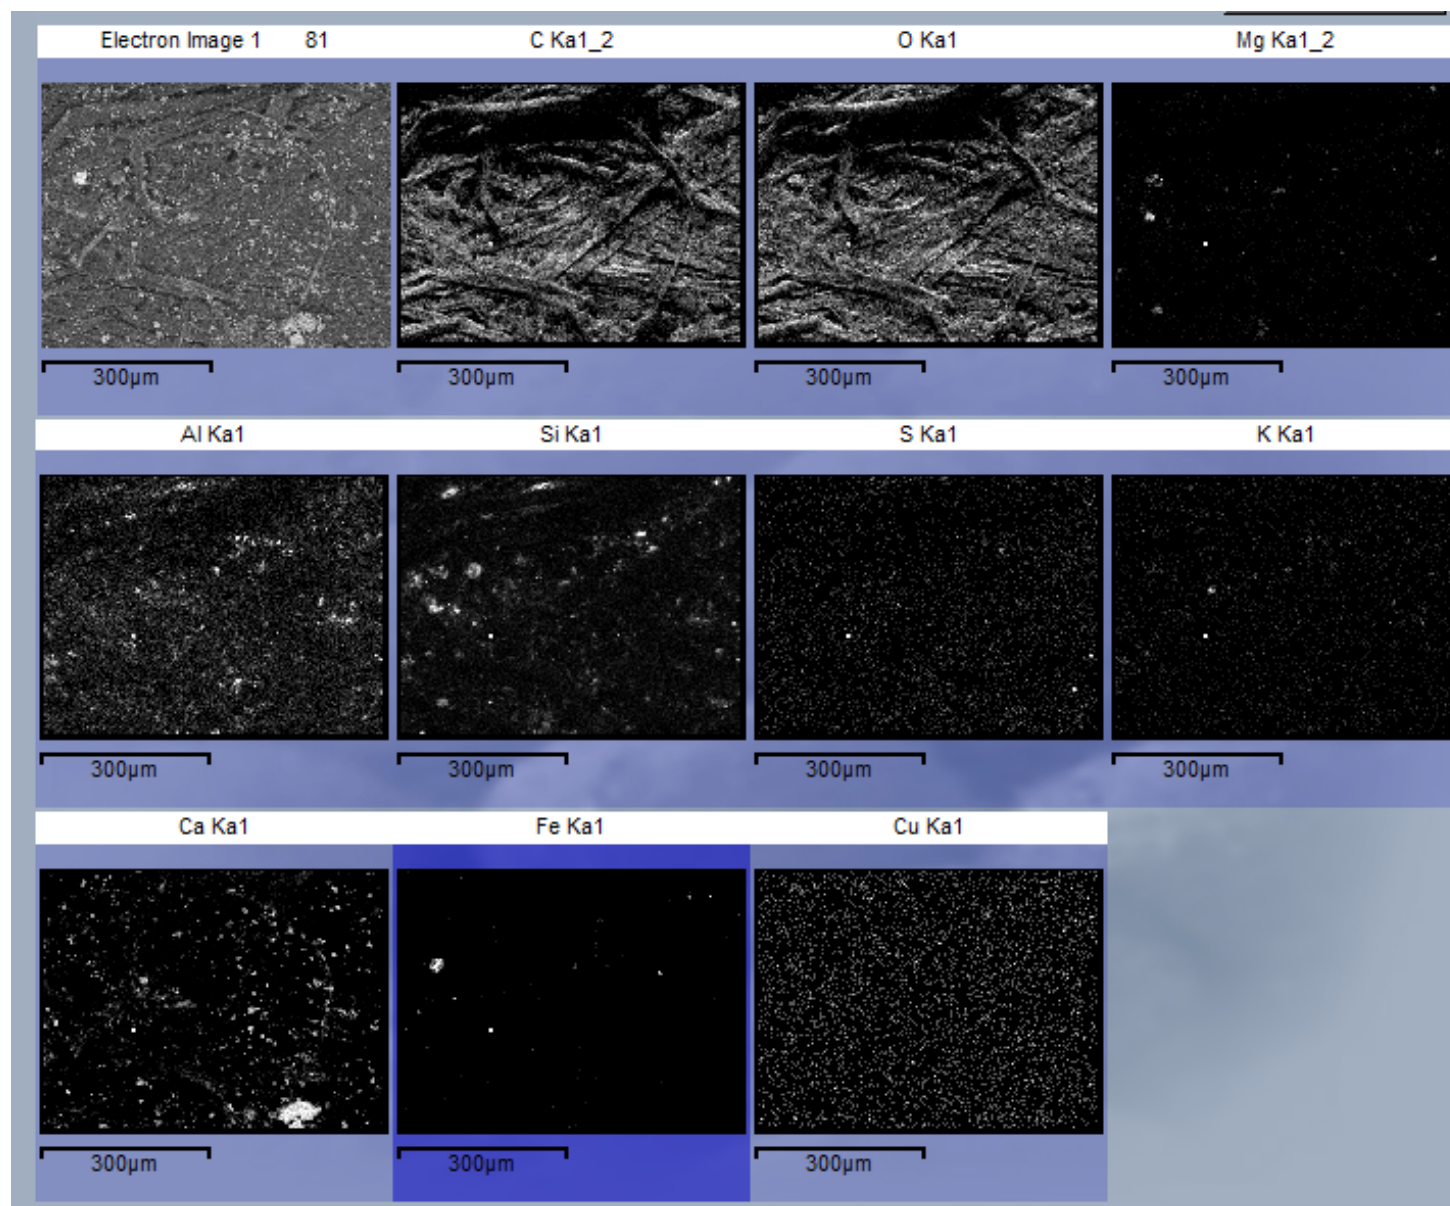 Electron Image 1 81 C Ka1_2 O Ka1 Mg Ka1_2
300µm 300µm 300µm 300µm
Al Ka1 Si Ka1 S Ka1 K Ka1
300µm 300µm 300µm 300µm
Ca Ka1 Fe Ka1 Cu Ka1
300µm 300µm 300µm